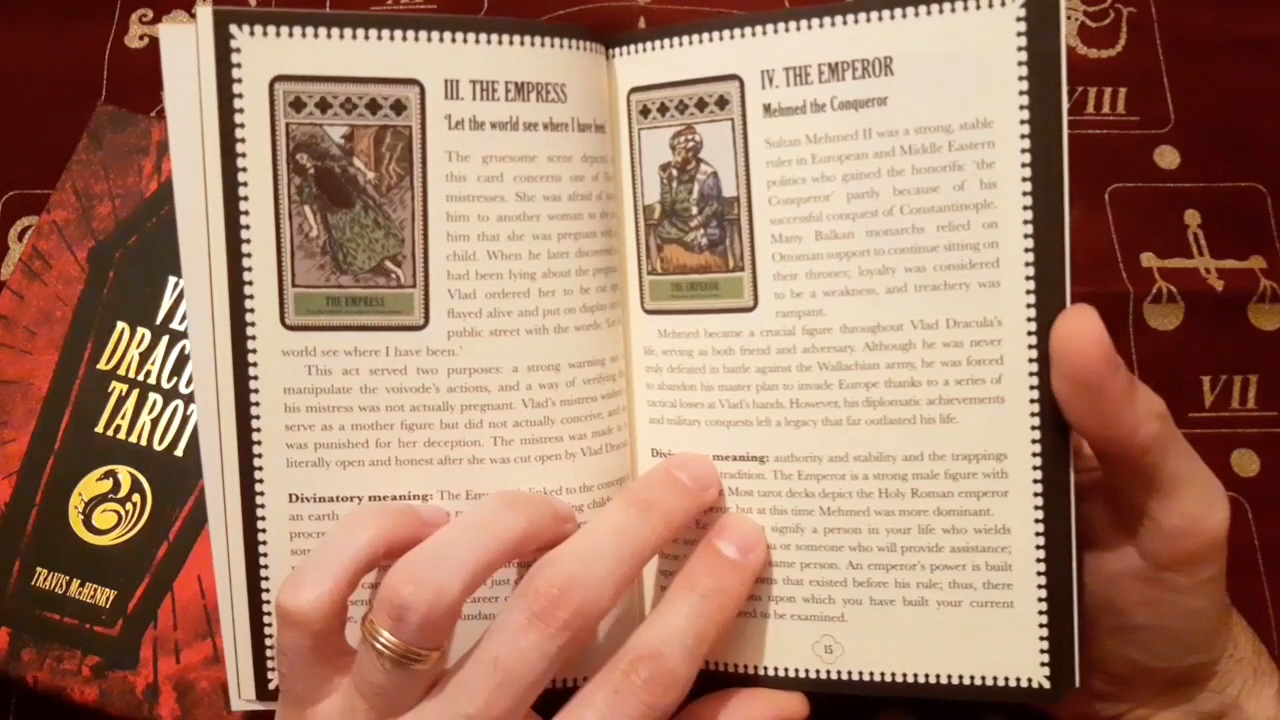 III. THE EMPRESS
'Let the world see where I have been'
The gruesome scene
this card concerns one of
mistresses. She was afraid of
him to another woman
him that she was pregnant
child. When he later
had been lying about the
Vlad ordered her to be cut
flayed alive and put on display
public street with the words: 'Let
world see where I have been.'
This act served two purposes: a strong warning
manipulate the voivode's actions, and a way of verifying
his mistress was not actually pregnant. Vlad's mistress
serve as a mother figure but did not actually conceive, and
was punished for her deception. The mistress was made
literally open and honest after she was cut open by Vlad
Divinatory meaning: The linked to the
an earth
THE EMPRESS
IV. THE EMPEROR
Mehmed the Conqueror
Sultan Mehmed II was a strong, stable
ruler in European and Middle Eastern
politics who gained the honorific 'the
Conqueror' partly because of his
successful conquest of Constantinople.
Many Balkan monarchs relied on
Ottoman support to continue sitting on
their thrones; loyalty was considered
to be a weakness, and treachery was
rampant.
Mehmed became a crucial figure throughout Vlad Dracula's
life, serving as both friend and adversary. Although he was never
truly defeated in battle against the Wallachian army, he was forced
to abandon his master plan to invade Europe thanks to a series of
tactical losses at Vlad's hands. However, his diplomatic achievements
and military conquests left a legacy that far outlasted his life.
meaning: authority and stability and the trappings
tradition. The Emperor is a strong male figure with
Most tarot decks depict the Holy Roman emperor
but at this time Mehmed was more dominant.
signify a person in your life who wields
or someone who will provide assistance;
same person. An emperor's power is built
that existed before his rule; thus, there
upon which you have built your current
to be examined.
15
THE EMPEROR
DRACU
TAROT
TRAVIS McHENRY
VIII
VII